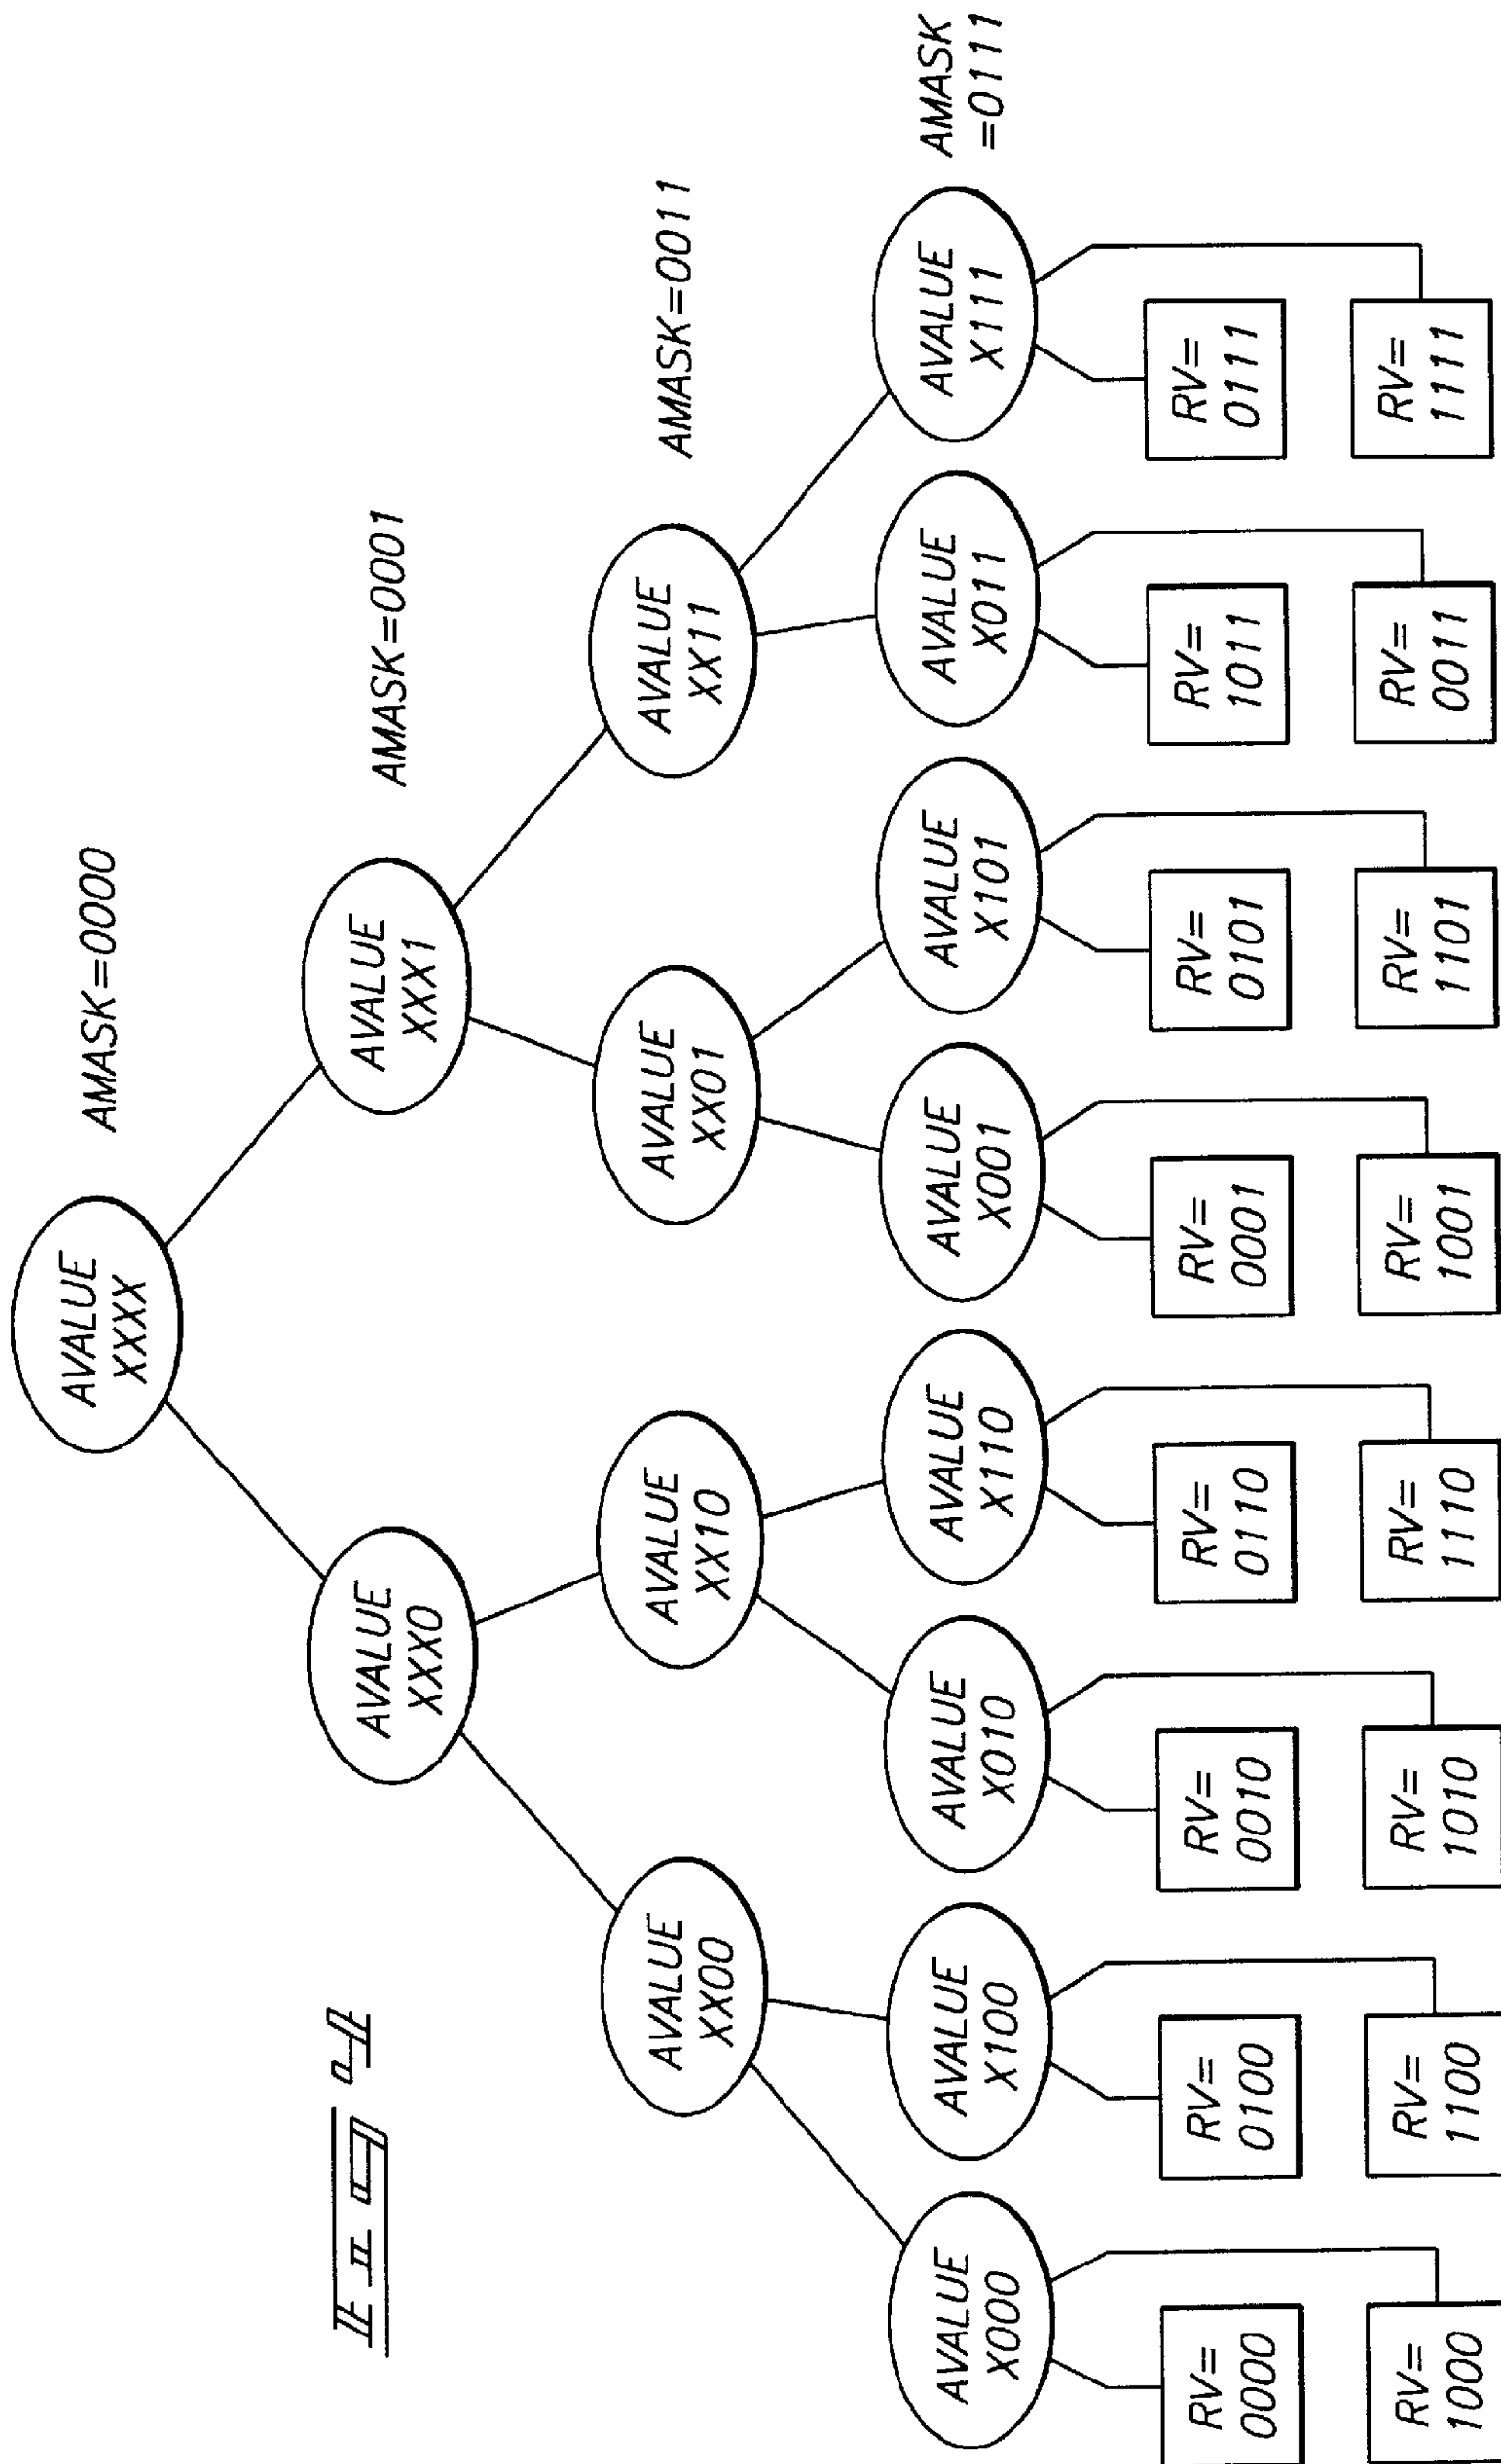 AMASK=0000
AVALUE
XXXX
AMASK=0001
AVALUE
XXX0
AVALUE
XXX1
AMASK=0011
AVALUE
XX00
AVALUE
XX10
AVALUE
XX01
AVALUE
XX11
AMASK
=0111
AVALUE
X000
AVALUE
X100
AVALUE
X010
AVALUE
X110
AVALUE
X001
AVALUE
X101
AVALUE
X011
AVALUE
X111
RV=
0000
RV=
0100
RV=
0010
RV=
0110
RV=
0001
RV=
0101
RV=
1011
RV=
0111
RV=
1000
RV=
1100
RV=
1010
RV=
1110
RV=
1001
RV=
1101
RV=
0011
RV=
1111
FIG 4